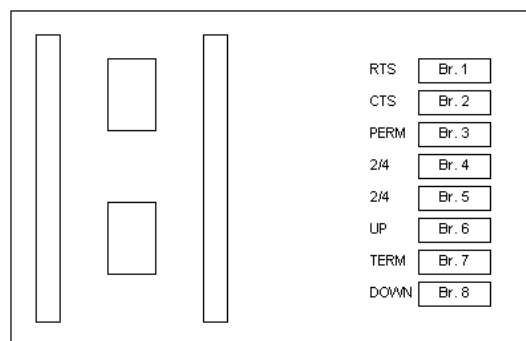 RTS Br. 1
CTS Br. 2
PERM Br. 3
2/4 Br. 4
2/4 Br. 5
UP Br. 6
TERM Br. 7
DOWN Br. 8